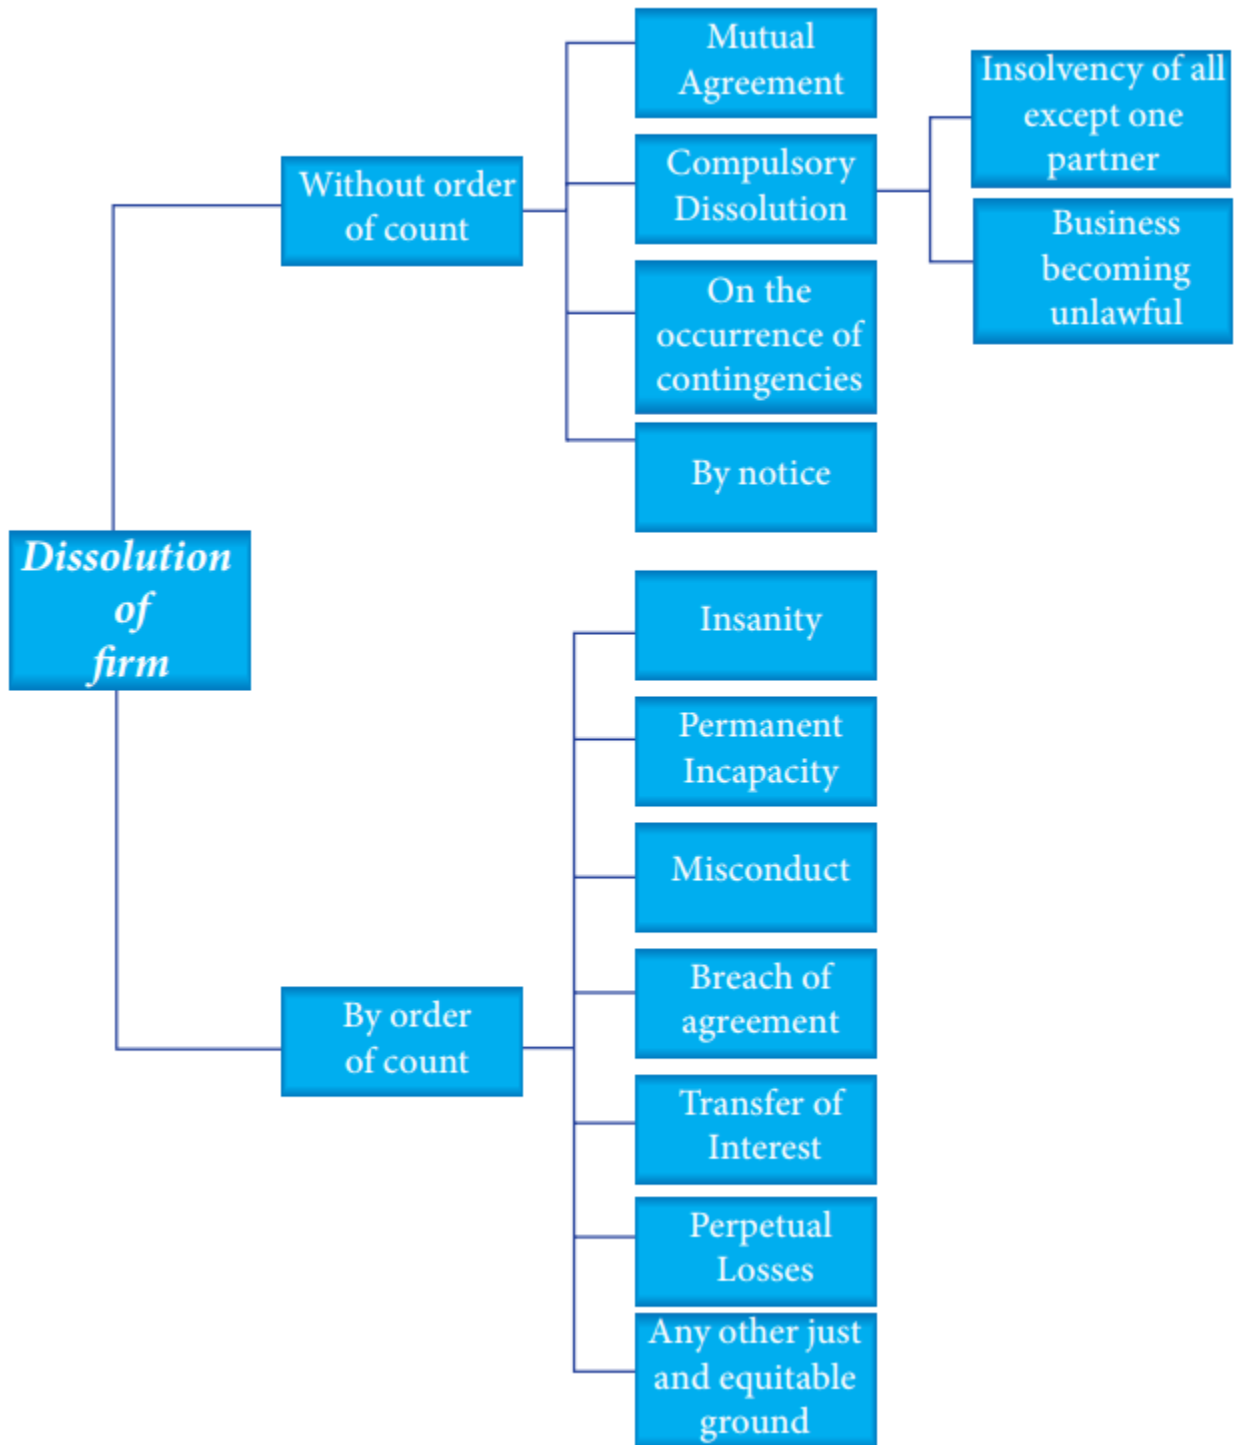 Mutual
Agreement
Insolvency of all
except one
partner
Without order
of count
Compulsory
Dissolution
Business
becoming
unlawful
On the
occurrence of
contingencies
By notice
Dissolution
of
firm
Insanity
Permanent
Incapacity
Misconduct
Breach of
agreement
By order
of count
Transfer of
Interest
Perpetual
Losses
Any other just
and equitable
ground